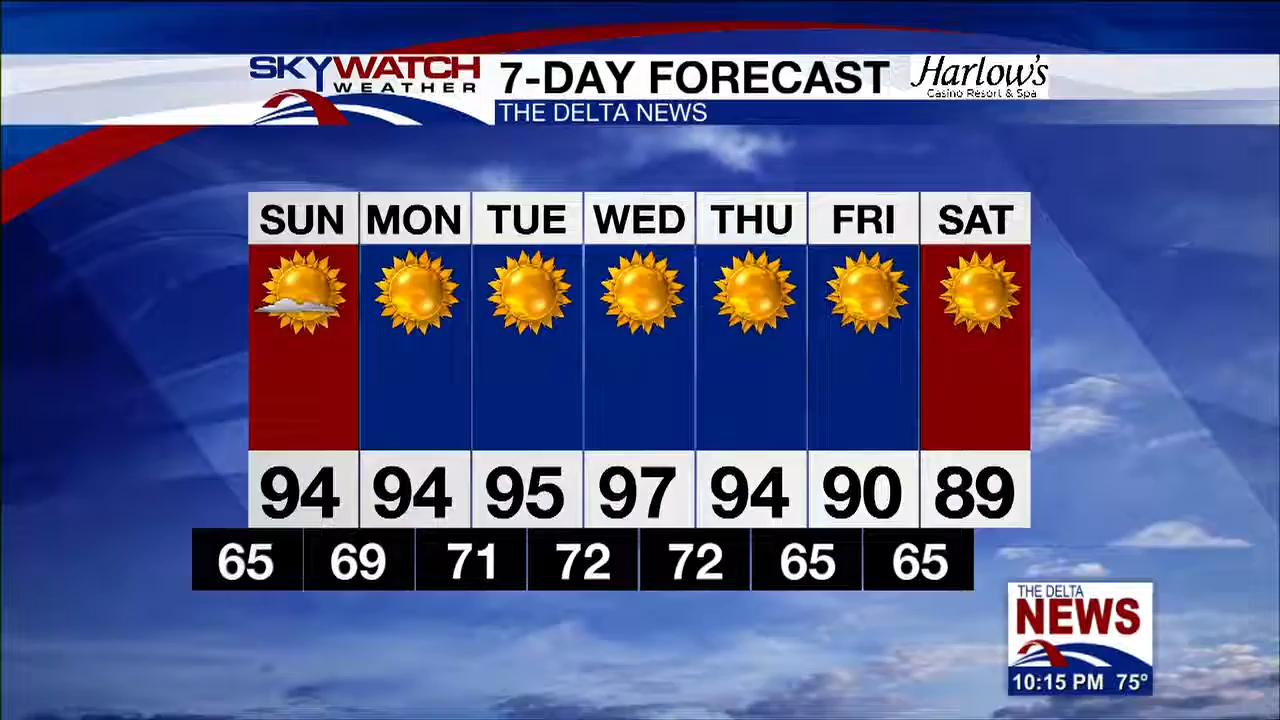 SKYWATCH
WEATHER
7-DAY FORECAST
Harlow's
Casino Resort & Spa
THE DELTA NEWS
SUN MON TUE WED THU FRI SAT
94 94 95 97 94 90 89
65 69 71 72 72 65 65
THE DELTA
NEWS
10:15 PM 75°